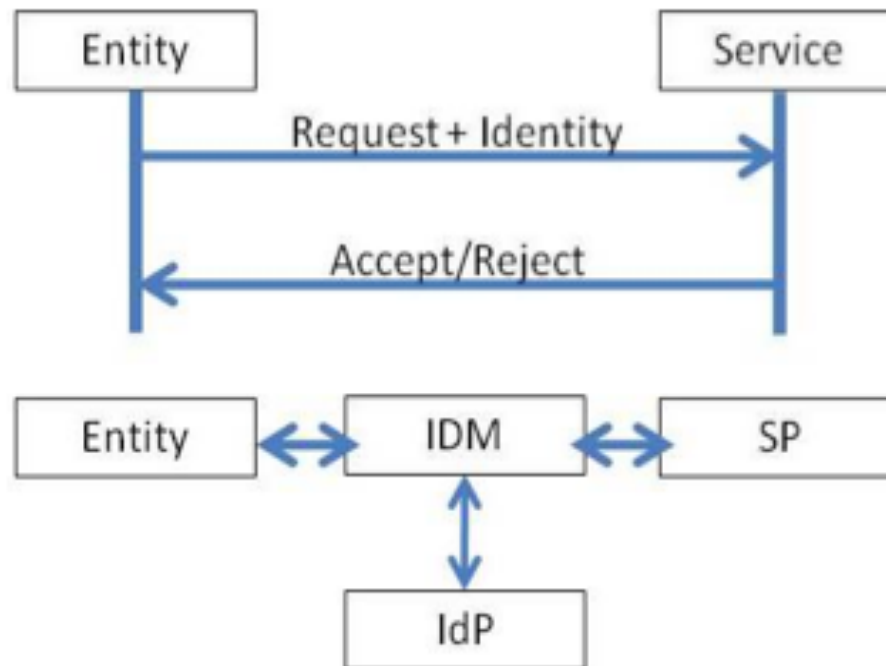 Entity
Service
Request + Identity
Accept/Reject
Entity
IDM
SP
IdP